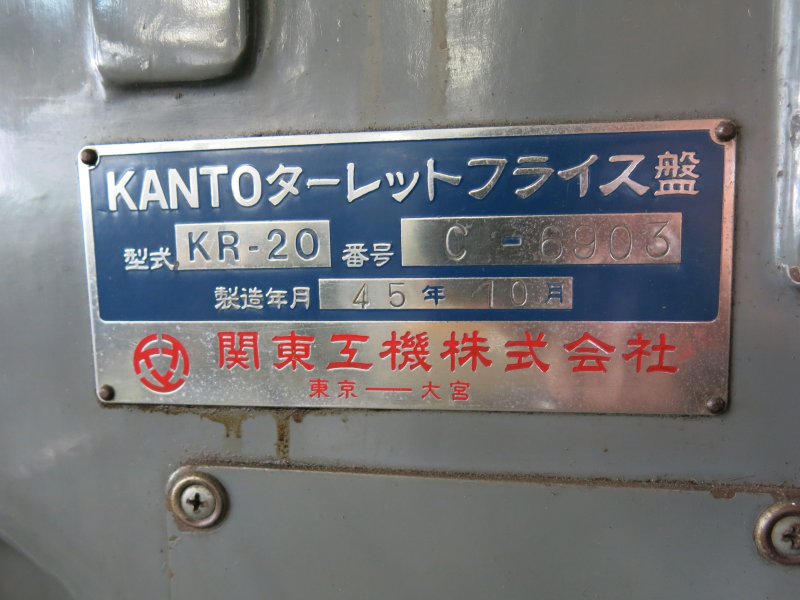 KANTOターレットフライス盤
型式 KR-20 番号 C-6903
製造年月 45年 10月
関東工機株式会社
東京——大宮